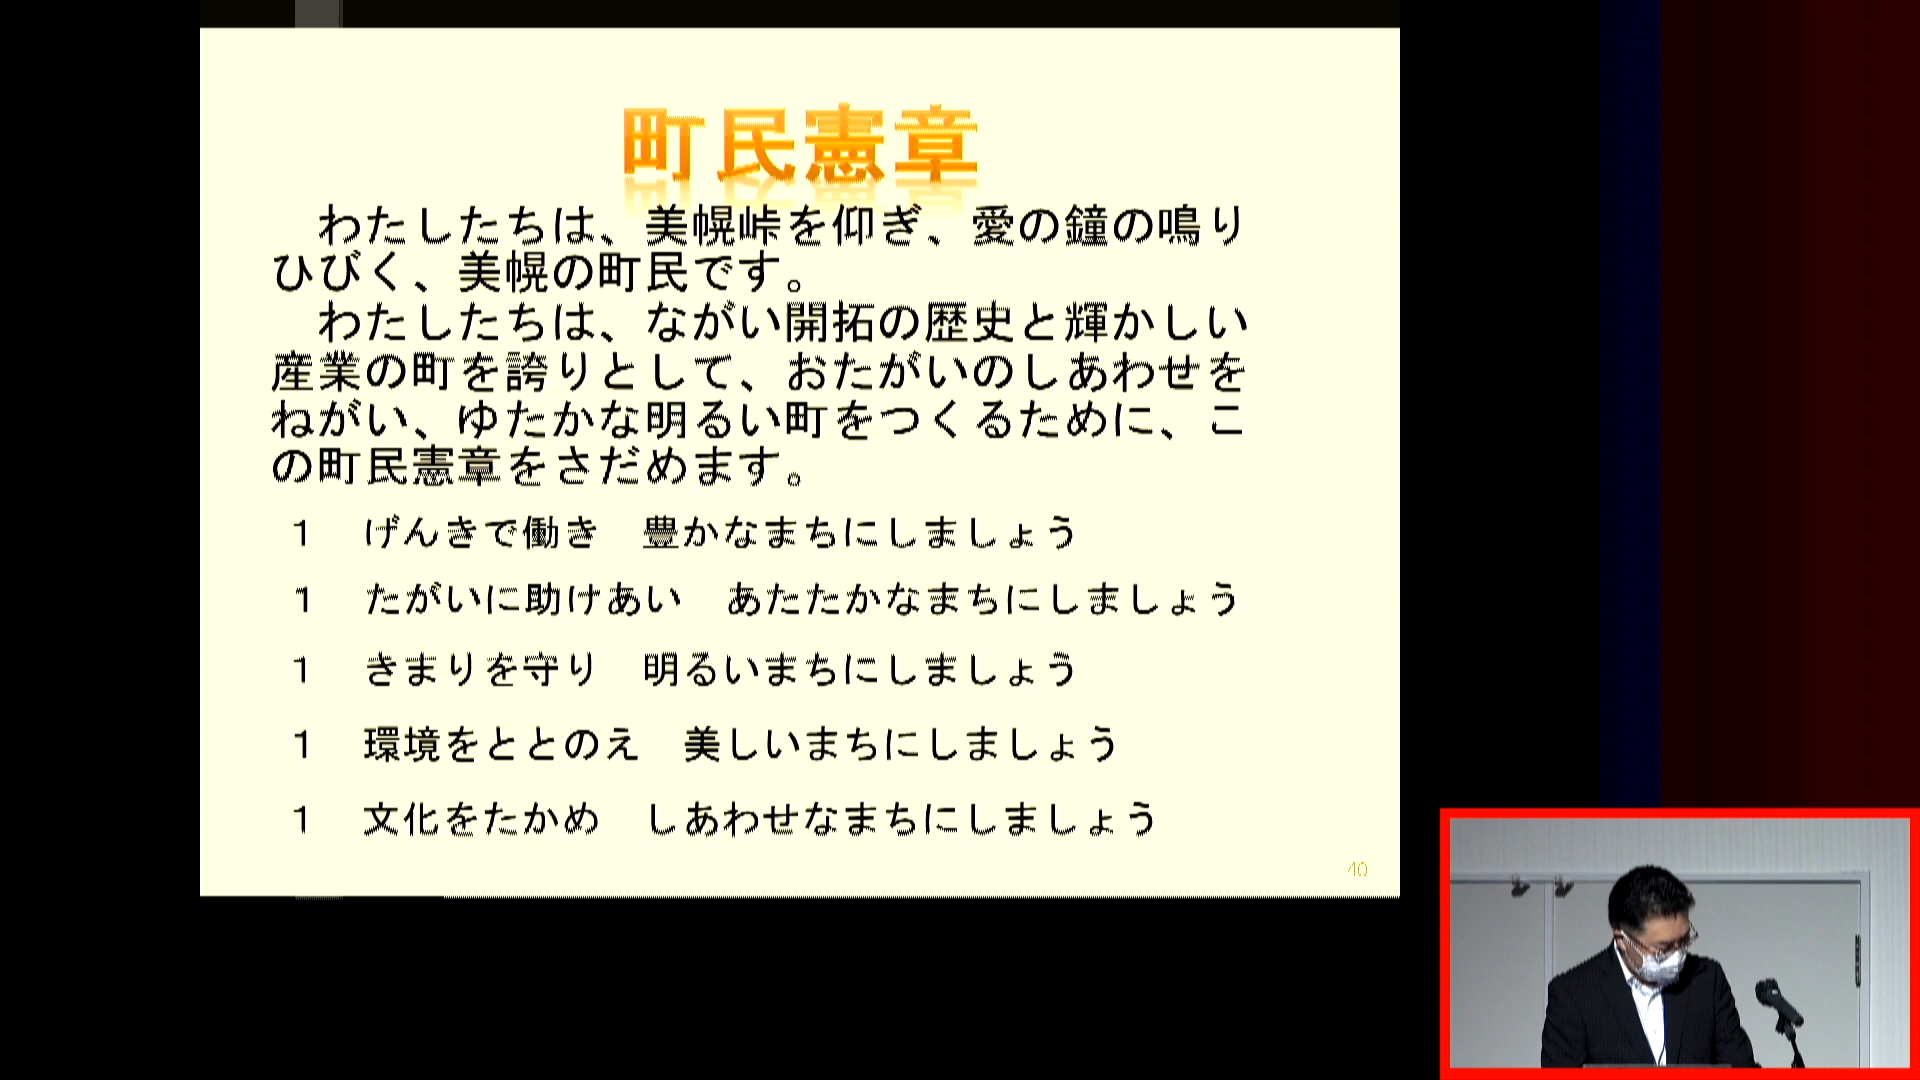 町民憲章
わたしたちは、美幌峠を仰ぎ、愛の鐘の鳴り
ひびく、美幌の町民です。
わたしたちは、ながい開拓の歴史と輝かしい
産業の町を誇りとして、おたがいのしあわせを
ねがい、ゆたかな明るい町をつくるために、こ
の町民憲章をさだめます。
1　げんきで働き　豊かなまちにしましょう
1　たがいに助けあい　あたたかなまちにしましょう
1　きまりを守り　明るいまちにしましょう
1　環境をととのえ　美しいまちにしましょう
1　文化をたかめ　しあわせなまちにしましょう
40